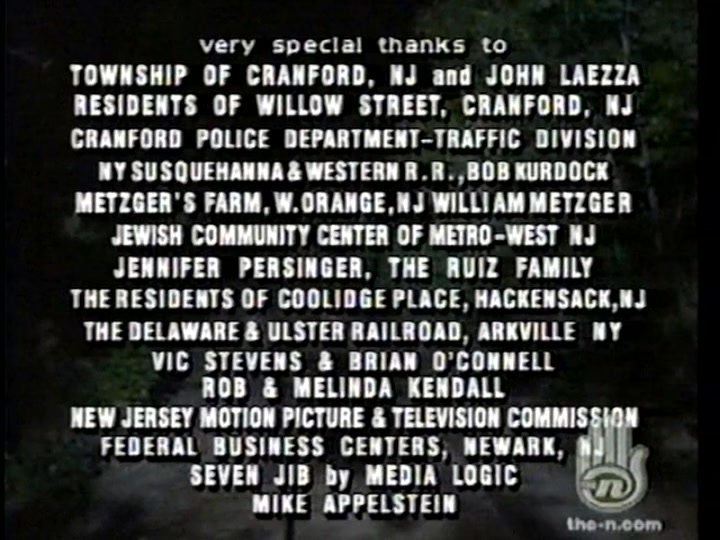 very special thanks to
TOWNSHIP OF CRANFORD, NJ and JOHN LAEZZA
RESIDENTS OF WILLOW STREET, CRANFORD, NJ
CRANFORD POLICE DEPARTMENT-TRAFFIC DIVISION
NY SUSQUEHANNA & WESTERN R.R., BOB KURDOCK
METZGER'S FARM, W.ORANGE, NJ WILLIAM METZGER
JEWISH COMMUNITY CENTER OF METRO-WEST NJ
JENNIFER PERSINGER, THE RUIZ FAMILY
THE RESIDENTS OF COOLIDGE PLACE, HACKENSACK, NJ
THE DELAWARE & ULSTER RAILROAD, ARKVILLE NY
VIC STEVENS & BRIAN O'CONNELL
ROB & MELINDA KENDALL
NEW JERSEY MOTION PICTURE & TELEVISION COMMISSION
FEDERAL BUSINESS CENTERS, NEWARK, NJ
SEVEN JIB by MEDIA LOGIC
MIKE APPELSTEIN
n
the-n.com